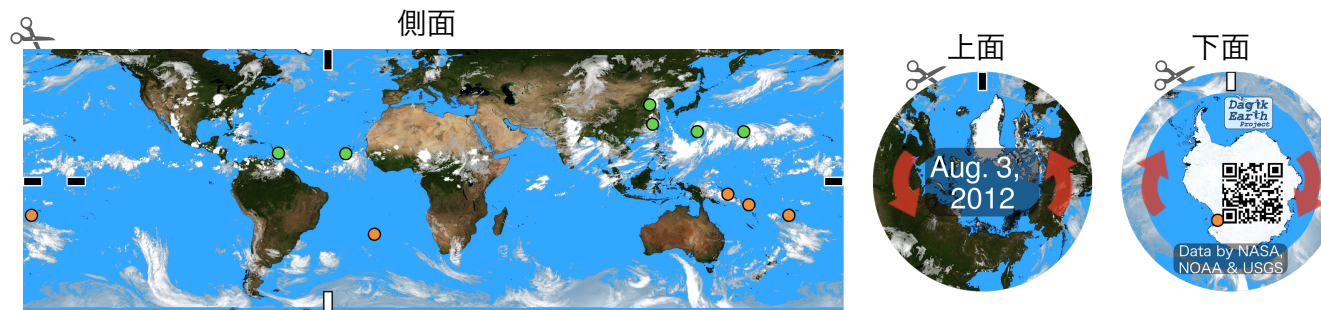 側面
上面
下面
Aug. 3,
2012
Dagik
Earth
Project
Data by NASA,
NOAA & USGS